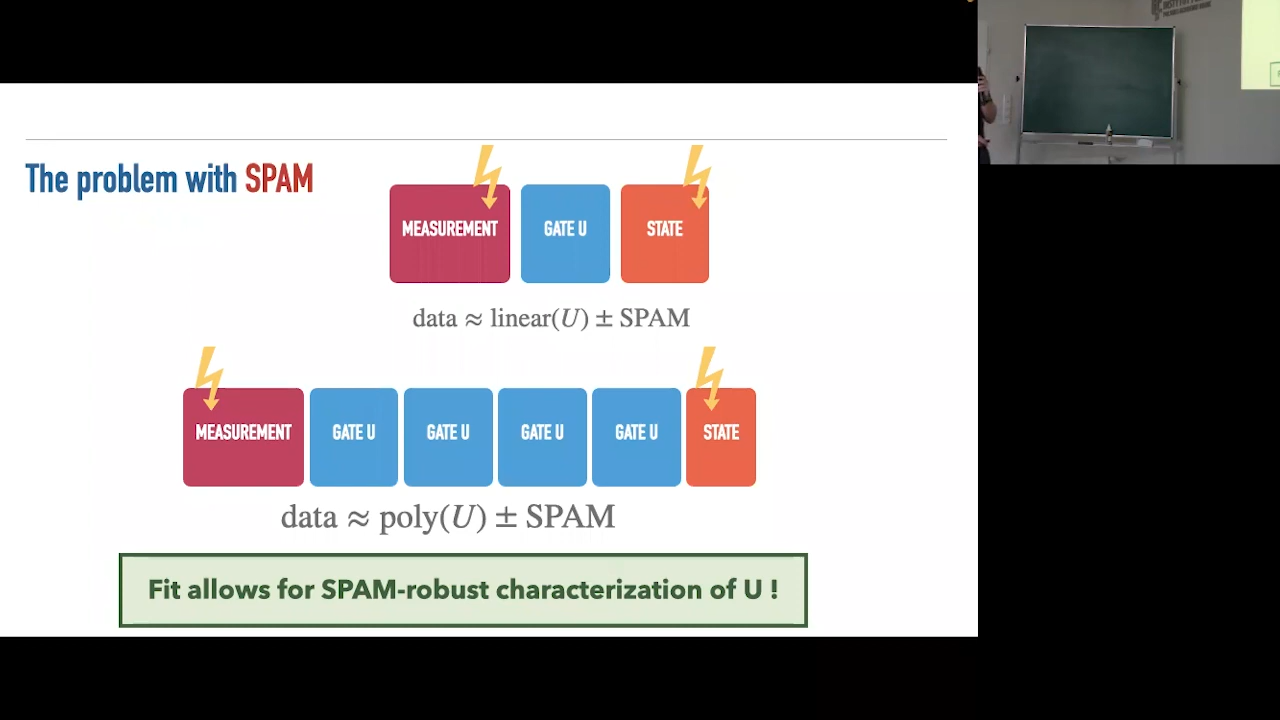 The problem with SPAM
MEASUREMENT GATE U STATE
data ≈ linear(U) ± SPAM
MEASUREMENT GATE U GATE U GATE U GATE U STATE
data ≈ poly(U) ± SPAM
Fit allows for SPAM-robust characterization of U !